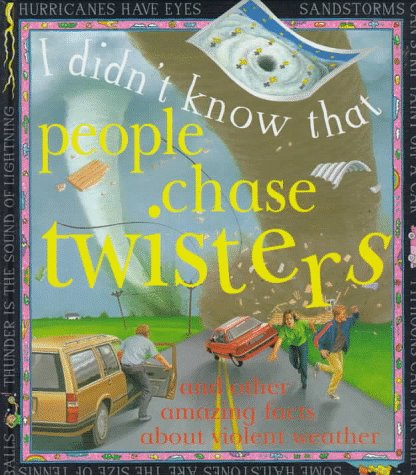 HURRICANES HAVE EYES
SANDSTORMS
I didn't know that
people
chase
twisters
and other
amazing facts
about violent weather
THUNDER IS THE SOUND OF LIGHTNING
SOME HAILSTONES ARE THE SIZE OF TENNIS
BALLS